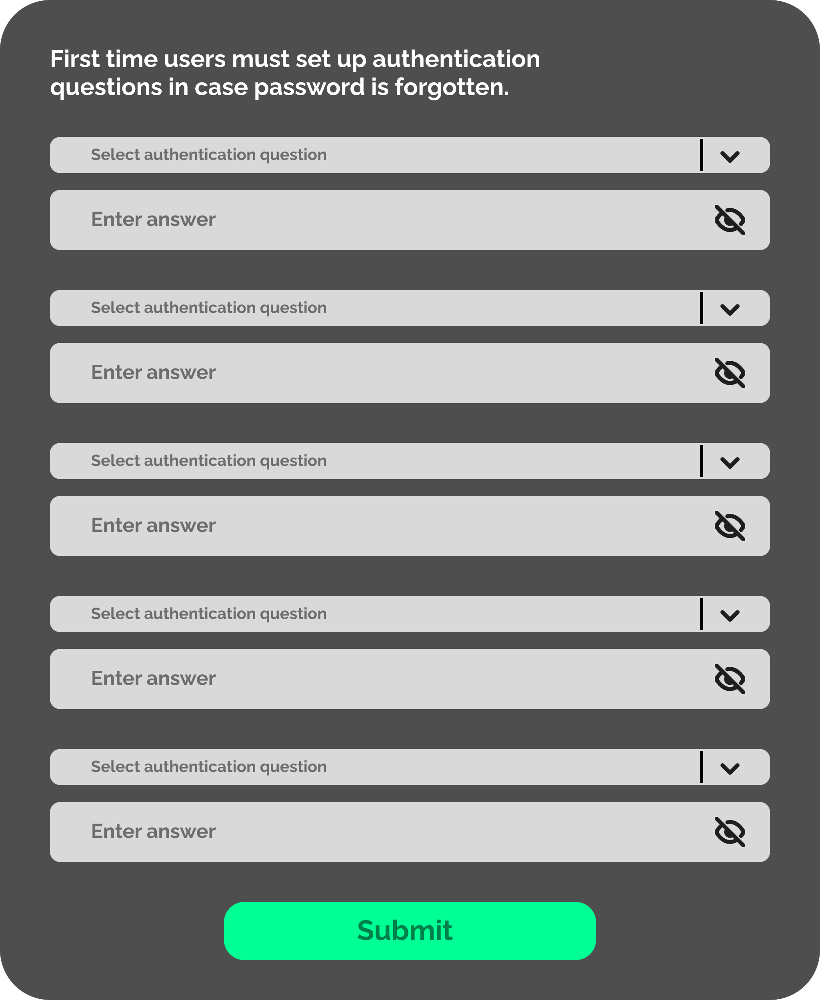 First time users must set up authentication
questions in case password is forgotten.
Select authentication question
Enter answer
Select authentication question
Enter answer
Select authentication question
Enter answer
Select authentication question
Enter answer
Select authentication question
Enter answer
Submit